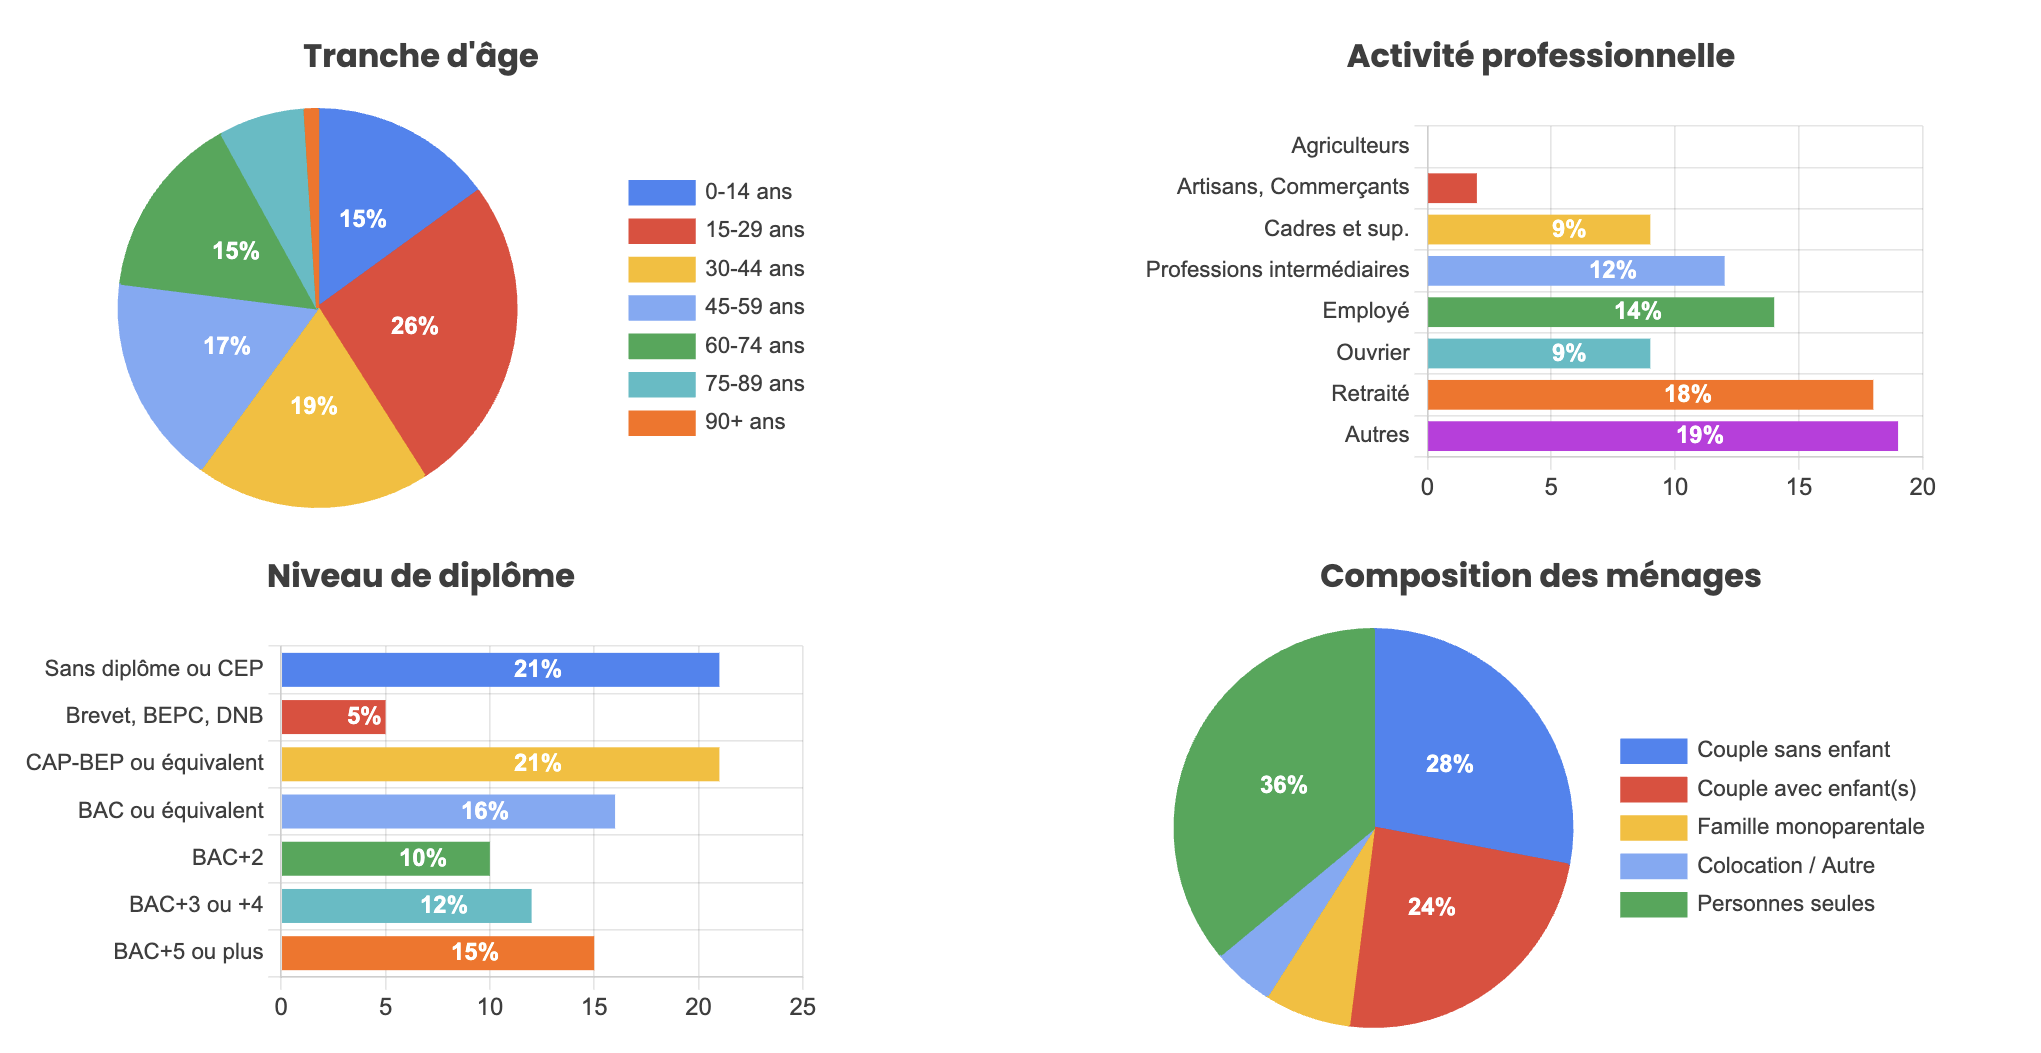 Tranche d'âge
15%
26%
19%
17%
15%
0-14 ans
15-29 ans
30-44 ans
45-59 ans
60-74 ans
75-89 ans
90+ ans
Activité professionnelle
Agriculteurs
Artisans, Commerçants
Cadres et sup.
9%
Professions intermédiaires
12%
Employé
14%
Ouvrier
9%
Retraité
18%
Autres
19%
0 5 10 15 20
Niveau de diplôme
Sans diplôme ou CEP
21%
Brevet, BEPC, DNB
5%
CAP-BEP ou équivalent
21%
BAC ou équivalent
16%
BAC+2
10%
BAC+3 ou +4
12%
BAC+5 ou plus
15%
0 5 10 15 20 25
Composition des ménages
28%
24%
36%
Couple sans enfant
Couple avec enfant(s)
Famille monoparentale
Colocation / Autre
Personnes seules